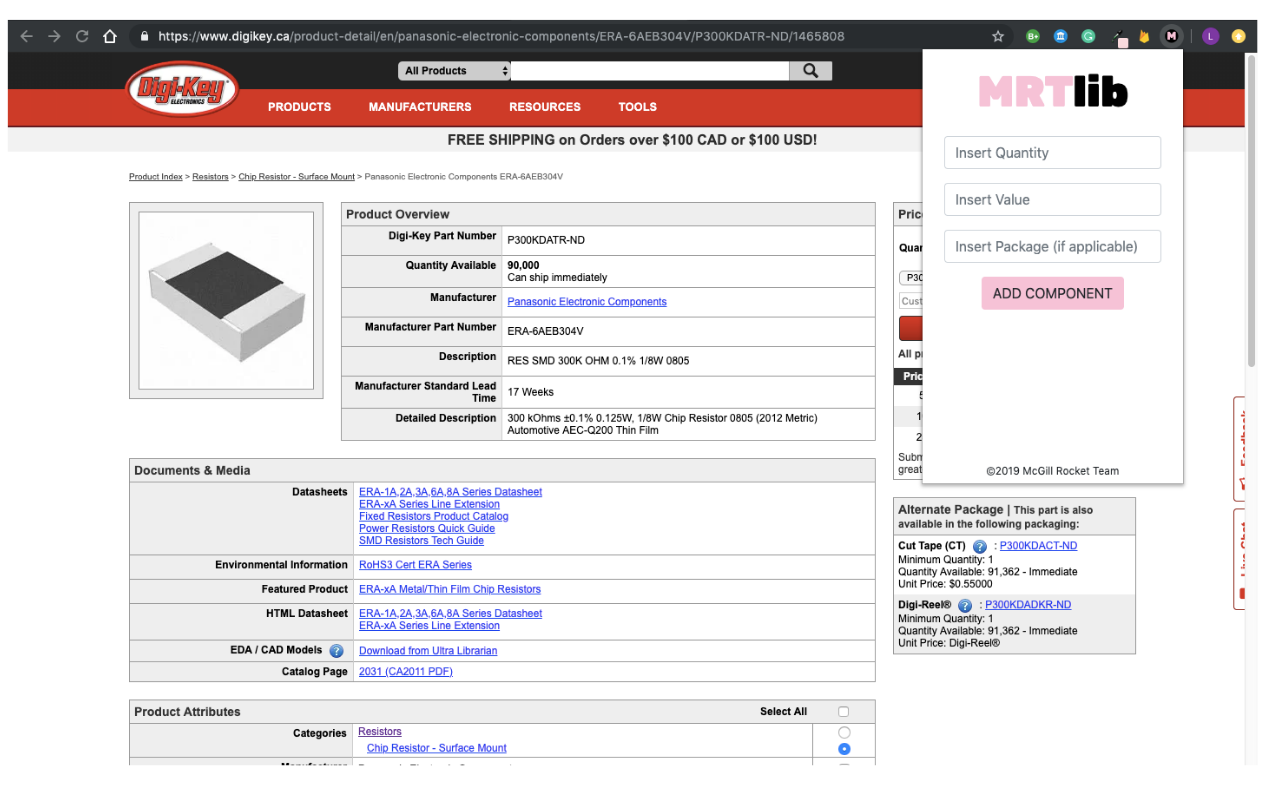 https://www.digikey.ca/product-detail/en/panasonic-electronic-components/ERA-6AEB304V/P300KDATR-ND/1465808
B+
G
M
L
Digi-Key
ELECTRONICS
All Products
PRODUCTS MANUFACTURERS RESOURCES TOOLS
FREE SHIPPING on Orders over $100 CAD or $100 USD!
MRTlib
Insert Quantity
Insert Value
Insert Package (if applicable)
ADD COMPONENT
©2019 McGill Rocket Team
Product Index > Resistors > Chip Resistor - Surface Mount > Panasonic Electronic Components ERA-6AEB304V
Product Overview
Digi-Key Part Number P300KDATR-ND
Quantity Available 90,000
Can ship immediately
Manufacturer Panasonic Electronic Components
Manufacturer Part Number ERA-6AEB304V
Description RES SMD 300K OHM 0.1% 1/8W 0805
Manufacturer Standard Lead
Time 17 Weeks
Detailed Description 300 kOhms ±0.1% 0.125W, 1/8W Chip Resistor 0805 (2012 Metric)
Automotive AEC-Q200 Thin Film
All
Documents & Media
Datasheets ERA-1A,2A,3A,6A,8A Series Datasheet
ERA-xA Series Line Extension
Fixed Resistors Product Catalog
Power Resistors Quick Guide
SMD Resistors Tech Guide
Environmental Information RoHS3 Cert ERA Series
Featured Product ERA-xA Metal/Thin Film Chip Resistors
HTML Datasheet ERA-1A,2A,3A,6A,8A Series Datasheet
ERA-xA Series Line Extension
EDA / CAD Models ? Download from Ultra Librarian
Catalog Page 2031 (CA2011 PDF)
Alternate Package | This part is also
available in the following packaging:
Cut Tape (CT) ? : P300KDACT-ND
Minimum Quantity: 1
Quantity Available: 91,362 - Immediate
Unit Price: $0.55000
Digi-Reel® ? : P300KDADKR-ND
Minimum Quantity: 1
Quantity Available: 91,362 - Immediate
Unit Price: Digi-Reel®
Feedback
Live Chat
Product Attributes Select All
Categories Resistors
Chip Resistor - Surface Mount